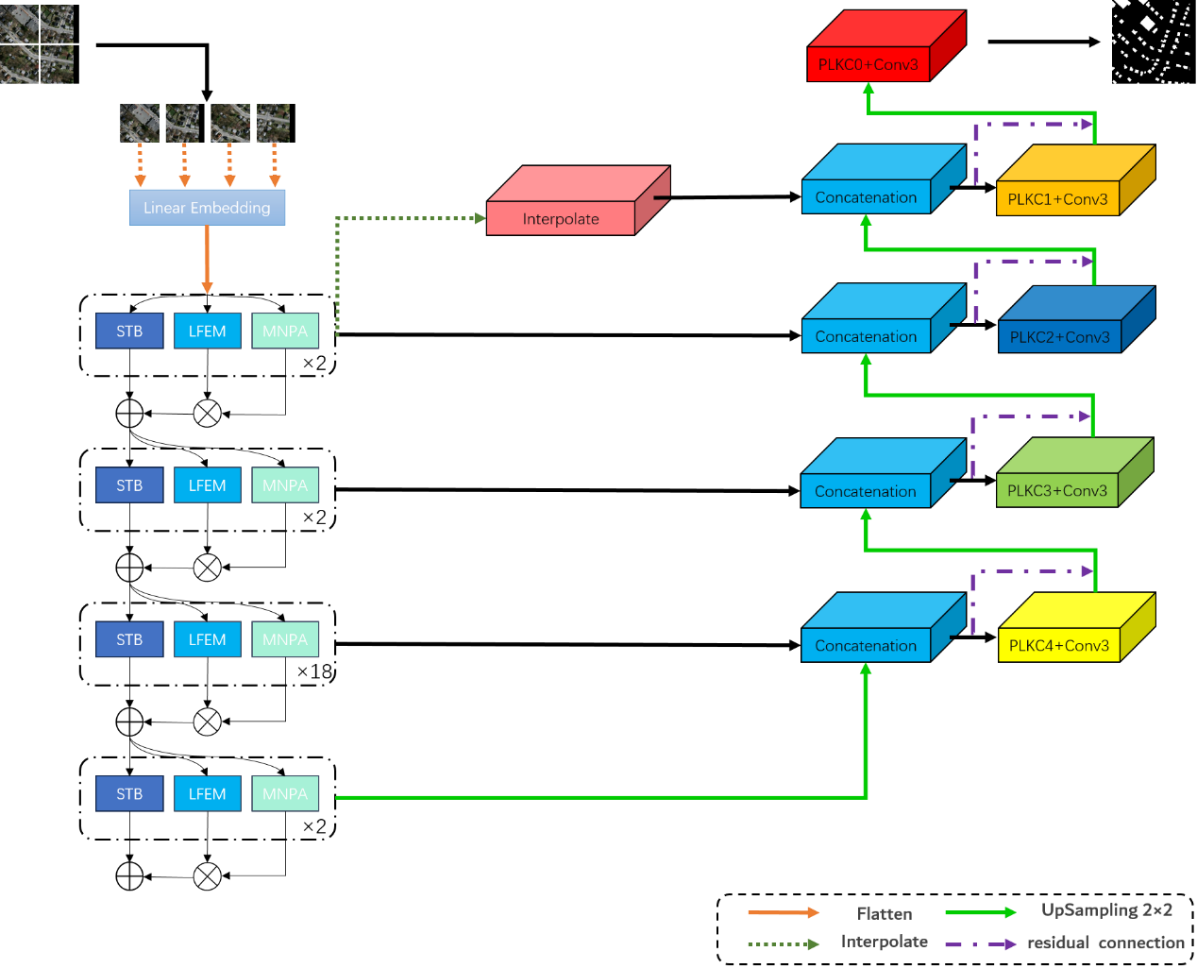 PLKC0+Conv3
Linear Embedding
Interpolate
Concatenation
PLKC1+Conv3
STB
LFEM
MNPA
×2
Concatenation
PLKC2+Conv3
STB
LFEM
MNPA
×2
Concatenation
PLKC3+Conv3
STB
LFEM
MNPA
×18
Concatenation
PLKC4+Conv3
STB
LFEM
MNPA
×2
Flatten
UpSampling 2×2
Interpolate
residual connection